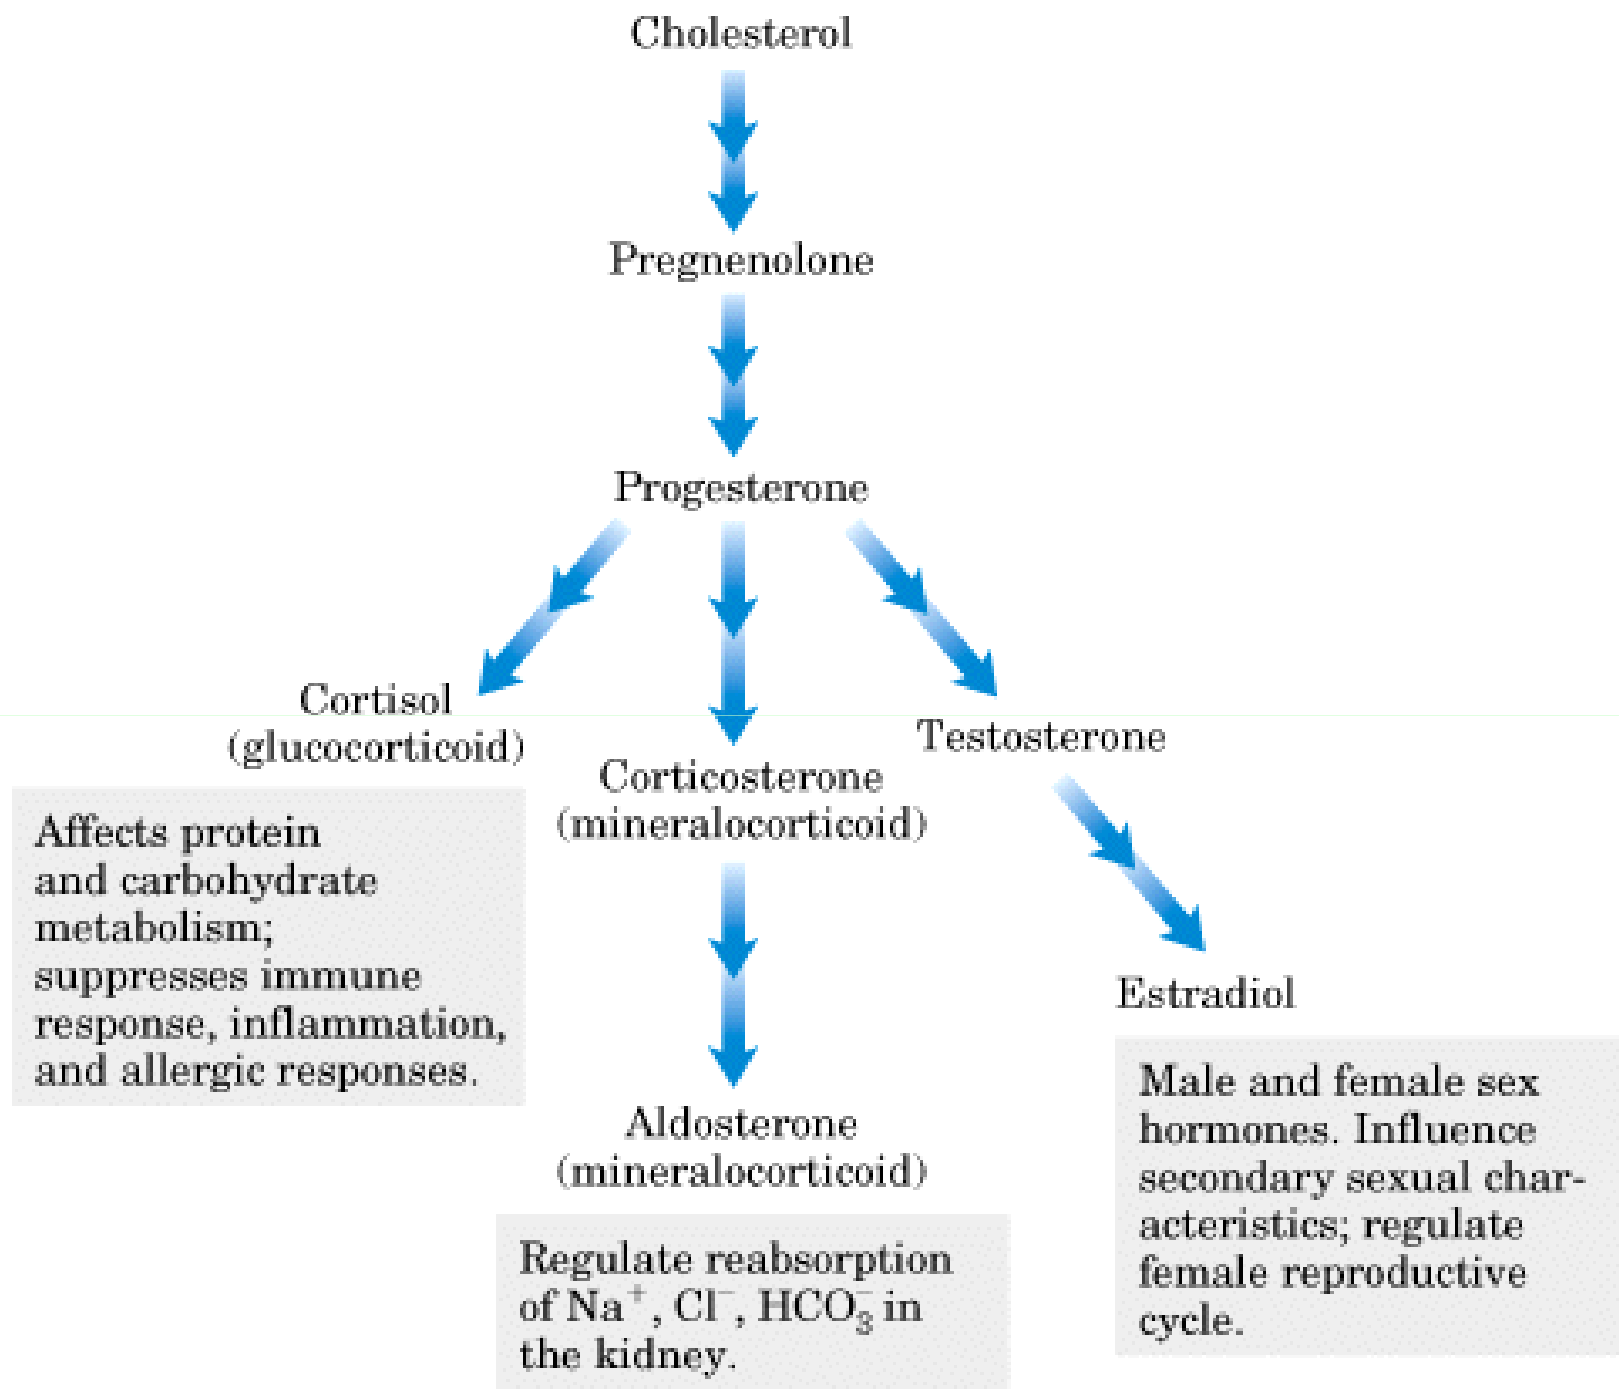 Cholesterol
Pregnenolone
Progesterone
Cortisol
(glucocorticoid)
Affects protein
and carbohydrate
metabolism;
suppresses immune
response, inflammation,
and allergic responses.
Corticosterone
(mineralocorticoid)
Aldosterone
(mineralocorticoid)
Regulate reabsorption
of Na⁺, Cl⁻, HCO₃⁻ in
the kidney.
Testosterone
Estradiol
Male and female sex
hormones. Influence
secondary sexual char-
acteristics; regulate
female reproductive
cycle.